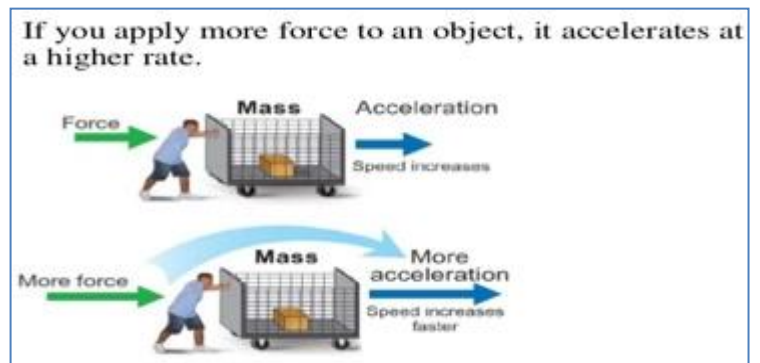 If you apply more force to an object, it accelerates at
a higher rate.
Mass
Acceleration
Force
Speed increases
Mass
More
acceleration
More force
Speed increases
faster